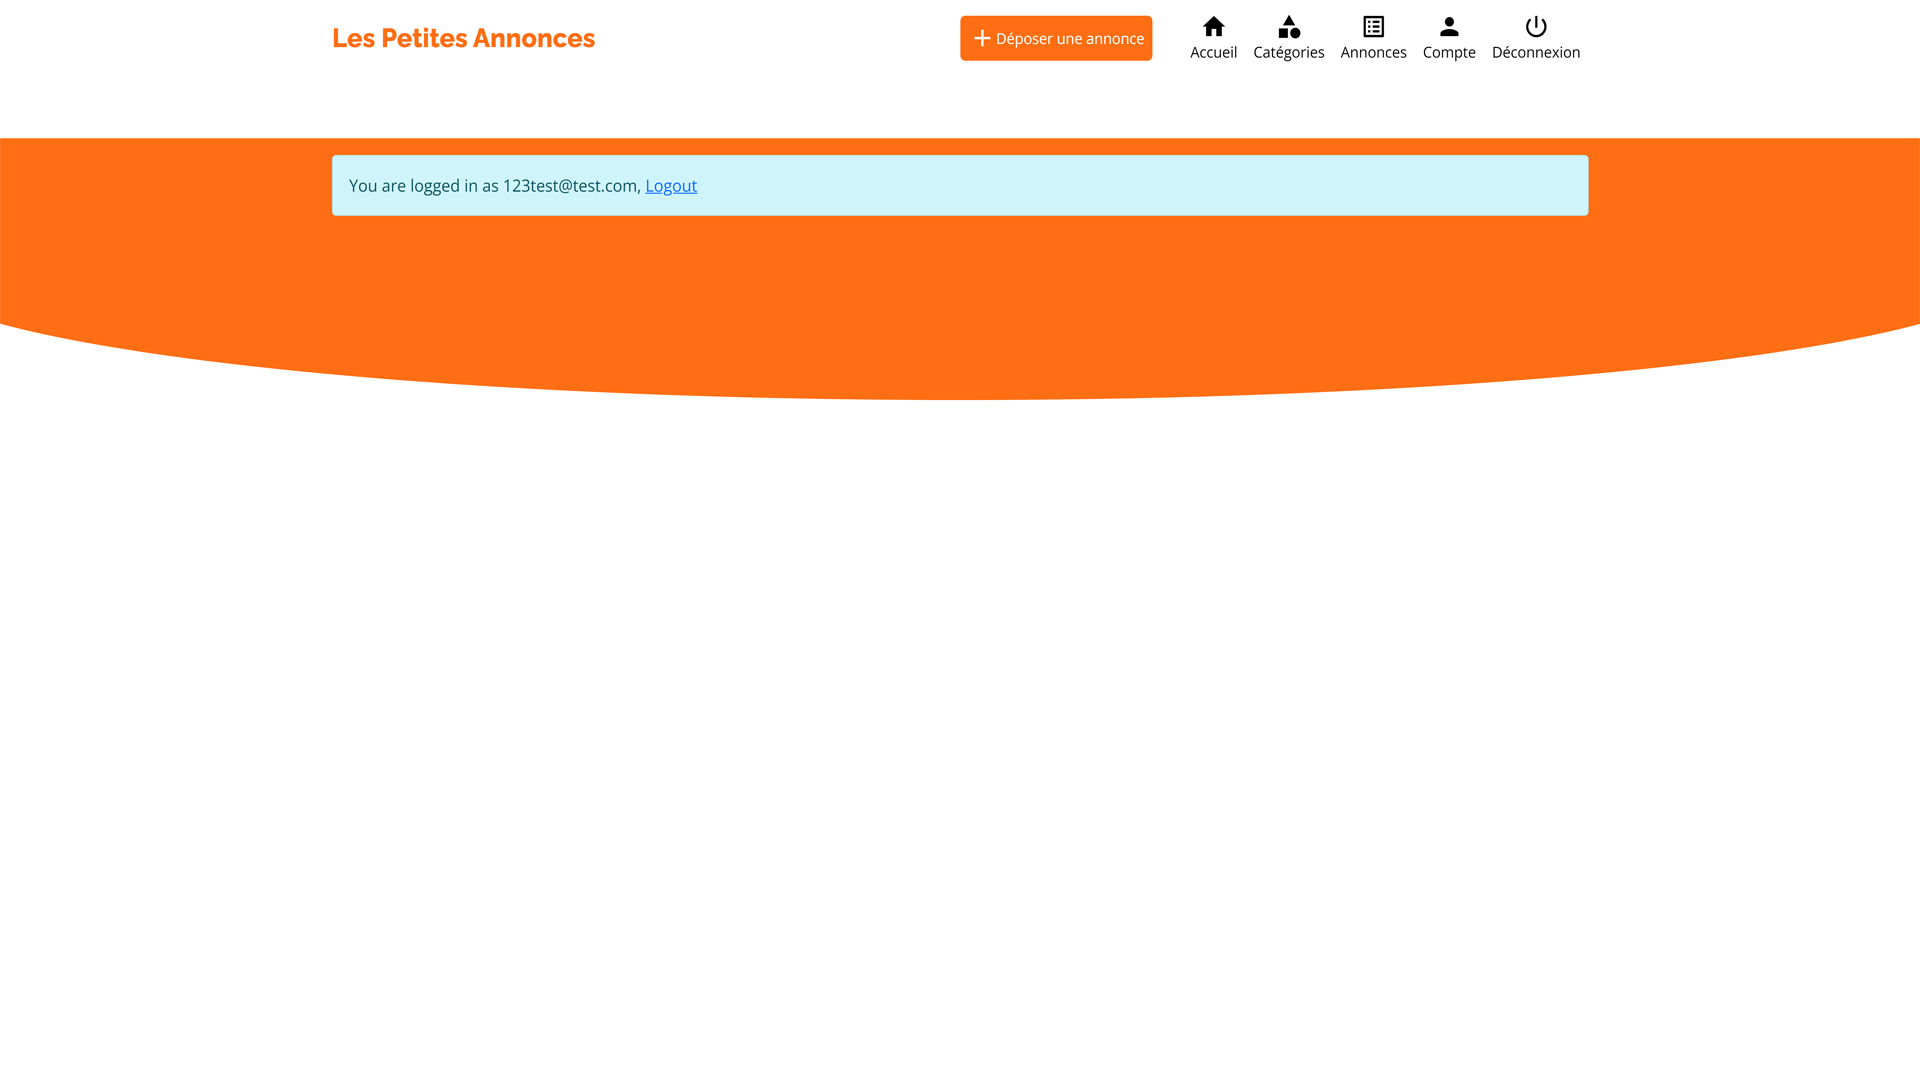 Les Petites Annonces
Déposer une annonce
Accueil
Catégories
Annonces
Compte
Déconnexion
You are logged in as 123test@test.com, Logout